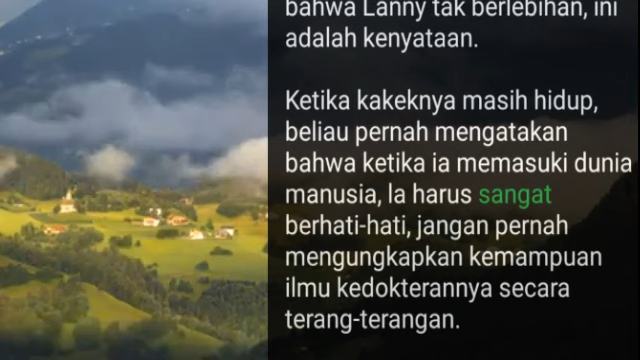 bahwa Lanny tak berlebihan, ini
adalah kenyataan.
Ketika kakeknya masih hidup,
beliau pernah mengatakan
bahwa ketika ia memasuki dunia
manusia, Ia harus sangat
berhati-hati, jangan pernah
mengungkapkan kemampuan
ilmu kedokterannya secara
terang-terangan.